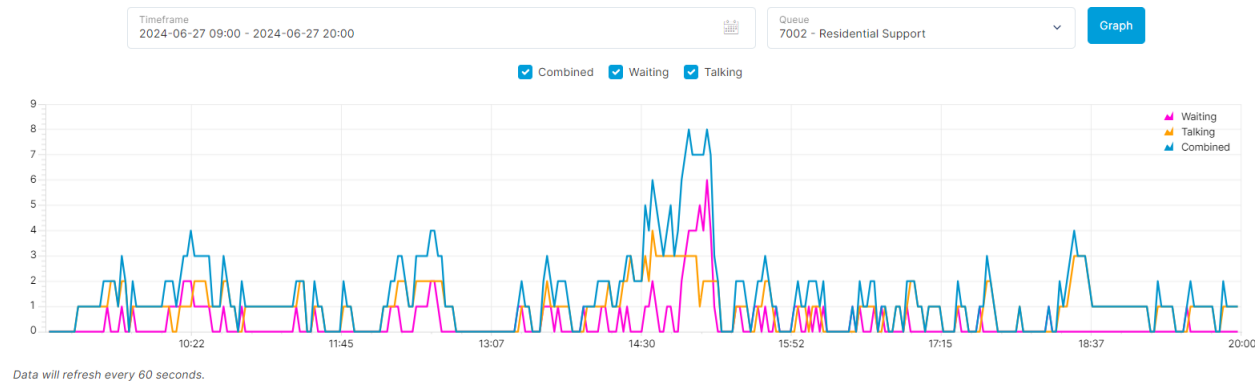 Timeframe
2024-06-27 09:00 - 2024-06-27 20:00
Queue
7002 - Residential Support
Graph
Combined
Waiting
Talking
9
8
7
6
5
4
3
2
1
0
Waiting
Talking
Combined
10:22 11:45 13:07 14:30 15:52 17:15 18:37 20:00
Data will refresh every 60 seconds.